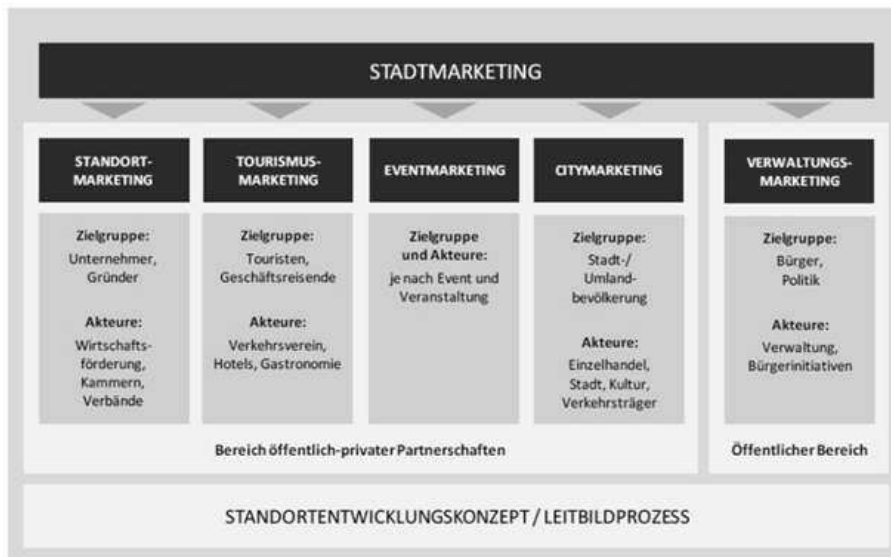 STADTMARKETING
STANDORT-
MARKETING
Zielgruppe:
Unternehmer,
Gründer
Akteure:
Wirtschafts-
förderung,
Kammern,
Verbände
TOURISMUS-
MARKETING
Zielgruppe:
Touristen,
Geschäftsreisende
Akteure:
Verkehrsverein,
Hotels, Gastronomie
EVENTMARKETING
Zielgruppe
und Akteure:
je nach Event und
Veranstaltung
CITYMARKETING
Zielgruppe:
Stadt-/
Umland-
bevölkerung
Akteure:
Einzelhandel,
Stadt, Kultur,
Verkehrsträger
Bereich öffentlich-privater Partnerschaften
VERWALTUNGS-
MARKETING
Zielgruppe:
Bürger,
Politik
Akteure:
Verwaltung,
Bürgerinitiativen
Öffentlicher Bereich
STANDORTENTWICKLUNGSKONZEPT / LEITBILDPROZESS